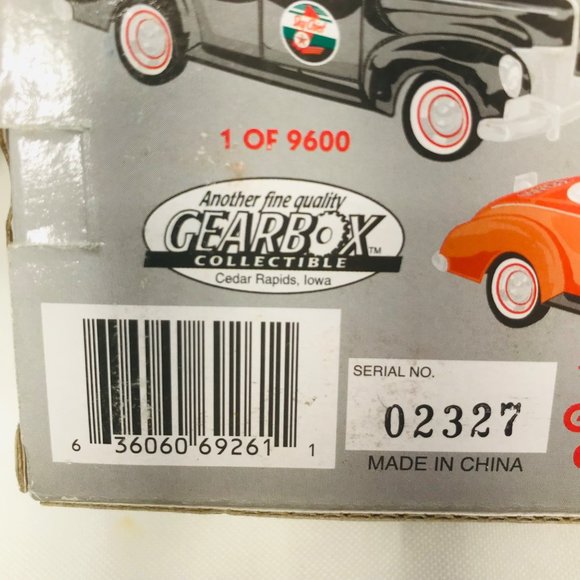 1 OF 9600
Another fine quality
GEARBOX TM
COLLECTIBLE
Cedar Rapids, Iowa
SERIAL NO.
02327
MADE IN CHINA
6 36060 69261 1